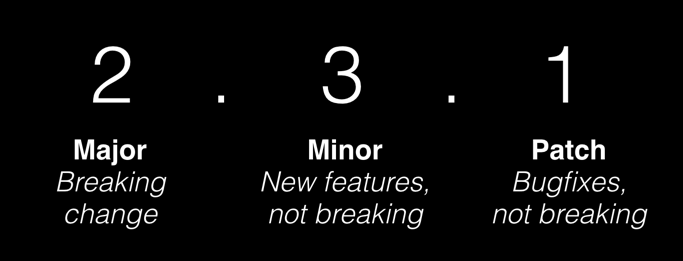 2 . 3 . 1
Major Minor Patch
Breaking New features, Bugfixes,
change not breaking not breaking